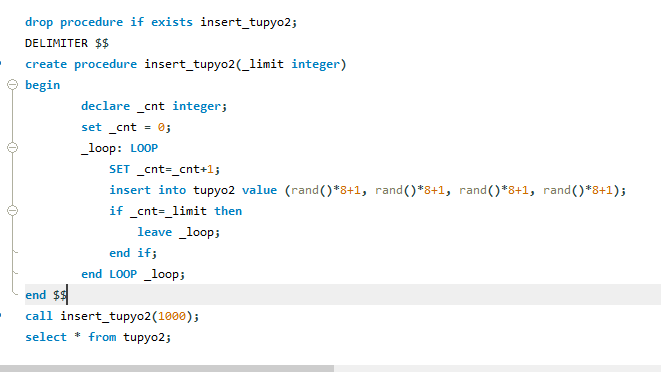 drop procedure if exists insert_tupyo2;
DELIMITER $$
create procedure insert_tupyo2(_limit integer)
begin
declare _cnt integer;
set _cnt = 0;
_loop: LOOP
SET _cnt=_cnt+1;
insert into tupyo2 value (rand()*8+1, rand()*8+1, rand()*8+1, rand()*8+1);
if _cnt=_limit then
leave _loop;
end if;
end LOOP _loop;
end $$
call insert_tupyo2(1000);
select * from tupyo2;